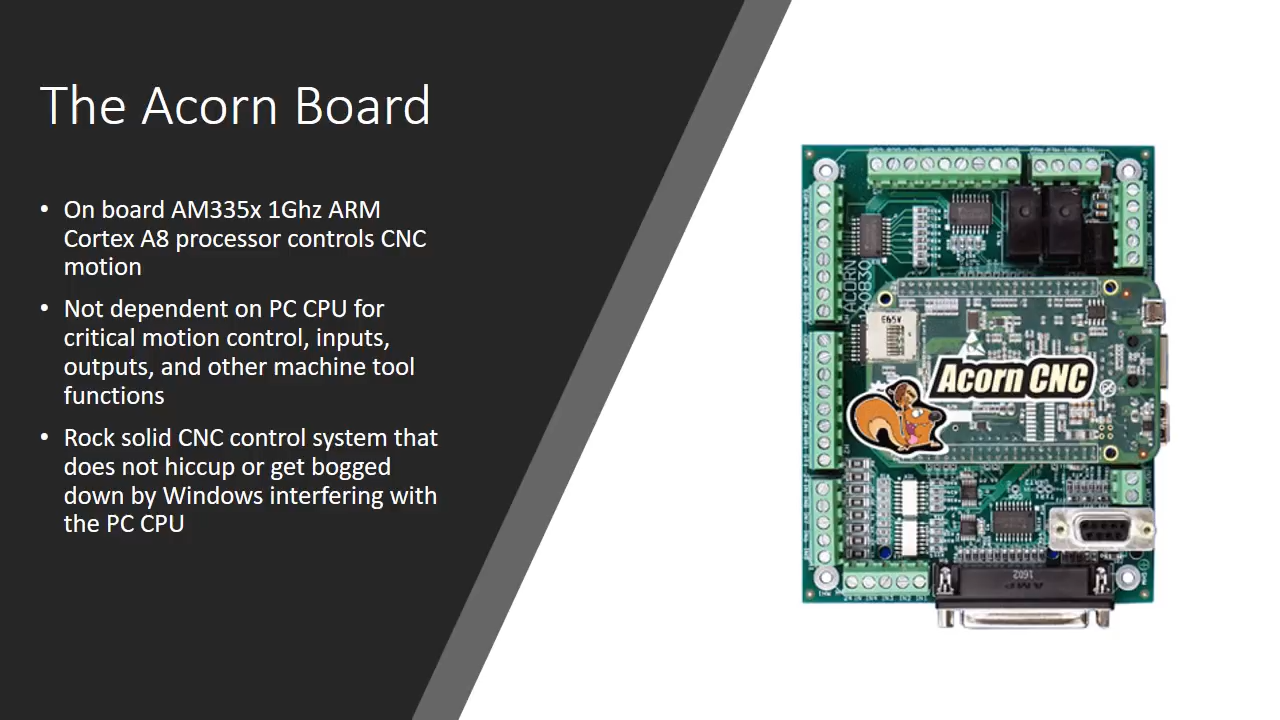 The Acorn Board
• On board AM335x 1Ghz ARM
Cortex A8 processor controls CNC
motion
• Not dependent on PC CPU for
critical motion control, inputs,
outputs, and other machine tool
functions
• Rock solid CNC control system that
does not hiccup or get bogged
down by Windows interfering with
the PC CPU
ACORN
Acorn CNC
1602